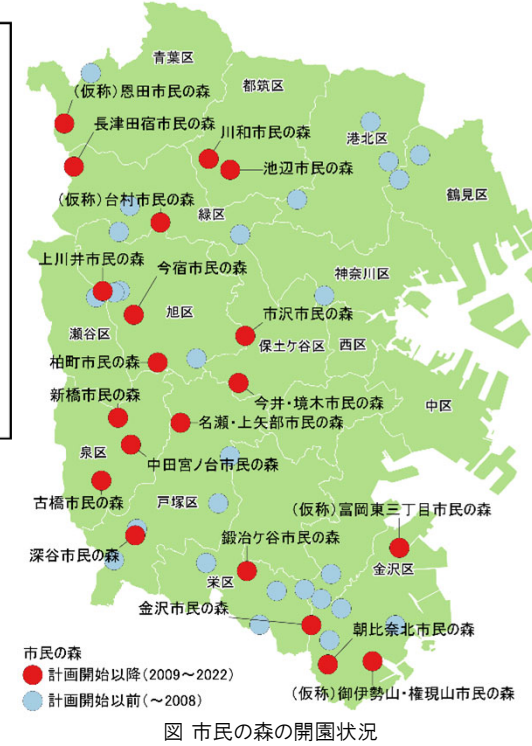 青葉区
都筑区
(仮称)恩田市民の森
長津田宿市民の森
川和市民の森
港北区
池辺市民の森
鶴見区
(仮称)台村市民の森
緑区
上川井市民の森
今宿市民の森
神奈川区
旭区
市沢市民の森
瀬谷区
保土ケ谷区
西区
柏町市民の森
新橋市民の森
今井・境木市民の森
中区
名瀬・上矢部市民の森
泉区
中田宮ノ台市民の森
古橋市民の森
戸塚区
(仮称)富岡東三丁目市民の森
鍛冶ケ谷市民の森
深谷市民の森
金沢区
栄区
金沢市民の森
朝比奈北市民の森
市民の森
計画開始以降(2009~2022)
計画開始以前(~2008)
(仮称)御伊勢山・権現山市民の森
図 市民の森の開園状況